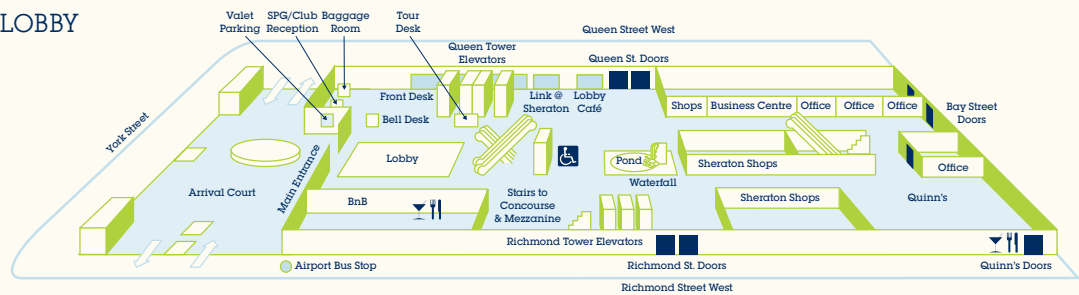 LOBBY
Valet
Parking
SPG/Club
Reception
Baggage
Room
Tour
Desk
Queen Street West
Queen Tower
Elevators
Queen St. Doors
Front Desk
Link @
Sheraton
Lobby
Café
Shops
Business Centre
Office
Office
Office
Bay Street
Doors
York Street
Bell Desk
Lobby
Pond
Waterfall
Sheraton Shops
Office
Main Entrance
Arrival Court
BnB
Stairs to
Concourse
& Mezzanine
Sheraton Shops
Quinn's
Richmond Tower Elevators
Airport Bus Stop
Richmond St. Doors
Quinn's Doors
Richmond Street West